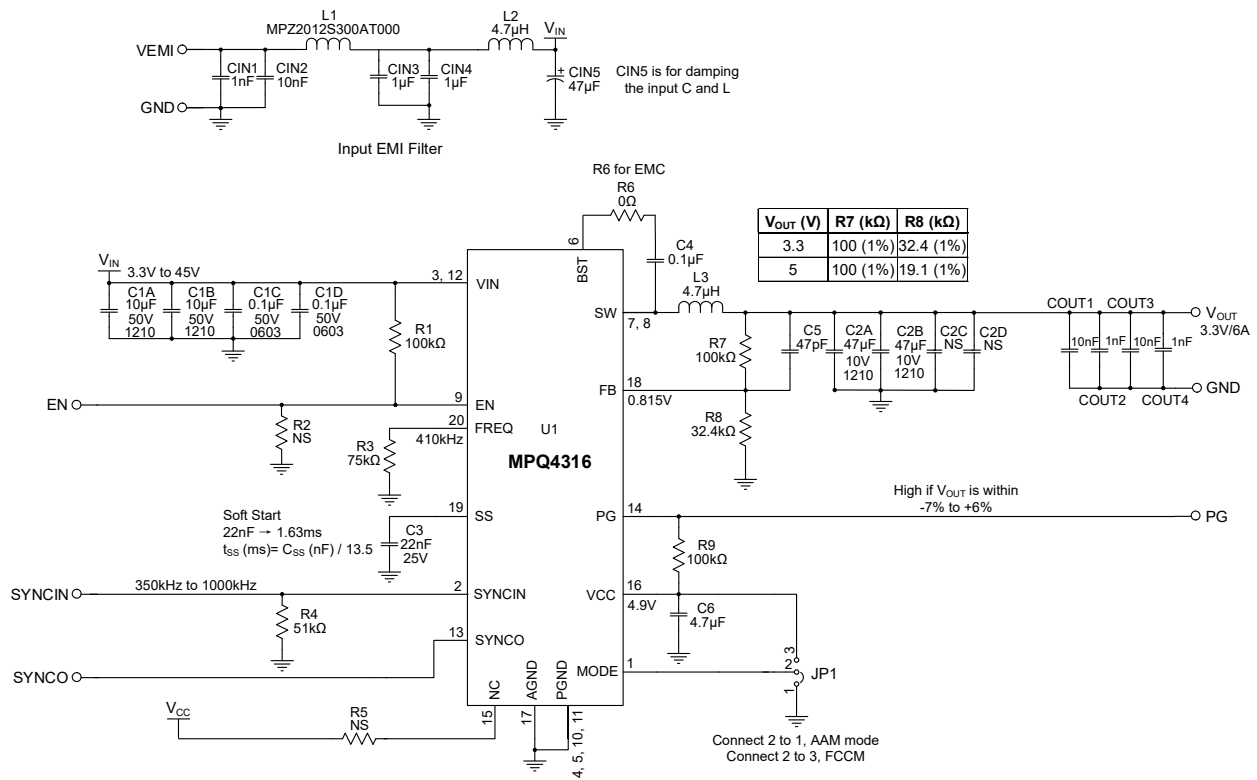 L1
MPZ2012S300AT000
L2
4.7µH
VIN
VEMI
CIN1
1nF
CIN2
10nF
CIN3
1µF
CIN4
1µF
+
CIN5
47µF
CIN5 is for damping
the input C and L
GND
Input EMI Filter
R6 for EMC
R6
0Ω
VOUT (V) R7 (kΩ) R8 (kΩ)
3.3 100 (1%) 32.4 (1%)
5 100 (1%) 19.1 (1%)
6
BST
C4
0.1µF
VIN
3.3V to 45V
3, 12
VIN
C1A
10µF
50V
1210
C1B
10µF
50V
1210
C1C
0.1µF
50V
0603
C1D
0.1µF
50V
0603
R1
100kΩ
SW
7, 8
L3
4.7µH
R7
100kΩ
C5
47pF
C2A
47µF
10V
1210
C2B
47µF
10V
1210
C2C
NS
C2D
NS
COUT1
COUT3
10nF
1nF
10nF
1nF
COUT2
COUT4
VOUT
3.3V/6A
GND
FB
18
0.815V
R8
32.4kΩ
EN
9
EN
R2
NS
20
FREQ
410kHz
R3
75kΩ
U1
MPQ4316
19
SS
Soft Start
22nF → 1.63ms
tSS (ms)= CSS (nF) / 13.5
C3
22nF
25V
PG
14
High if VOUT is within
-7% to +6%
PG
R9
100kΩ
SYNCIN
350kHz to 1000kHz
2
SYNCIN
R4
51kΩ
VCC
16
4.9V
C6
4.7µF
13
SYNCO
SYNCO
MODE
1
3
2
1
JP1
NC
15
AGND
17
PGND
4, 5, 10, 11
VCC
R5
NS
Connect 2 to 1, AAM mode
Connect 2 to 3, FCCM